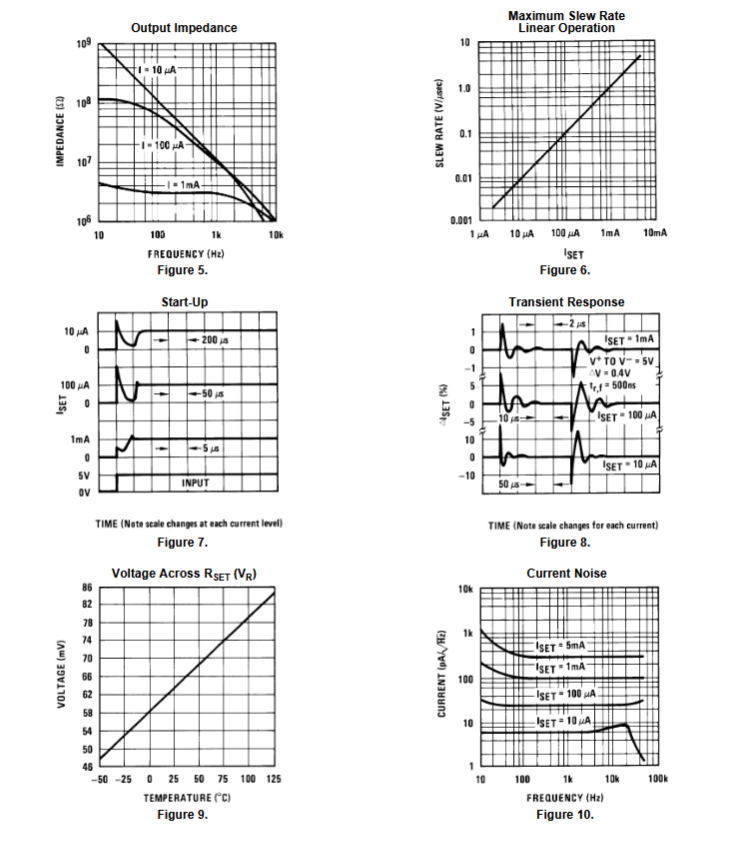 Output Impedance
10⁹
10⁸
10⁷
10⁶
IMPEDANCE (Ω)
I = 10 µA
I = 100 µA
I = 1mA
10 100 1k 10k
FREQUENCY (Hz)
Figure 5.
Maximum Slew Rate
Linear Operation
10
1.0
0.1
0.01
0.001
SLEW RATE (V/µsec)
1 µA 10 µA 100 µA 1mA 10mA
ISET
Figure 6.
Start-Up
10 µA
0
100 µA
0
1mA
0
5V
0V
ISET
200 µs
50 µs
5 µs
INPUT
TIME (Note scale changes at each current level)
Figure 7.
Transient Response
1
0
−1
5
0
−5
10
0
−10
∆ISET (%)
2 µs
ISET = 1mA
V⁺ TO V⁻ = 5V
∆V = 0.4V
tr,f = 500ns
10 µs
ISET = 100 µA
ISET = 10 µA
50 µs
TIME (Note scale changes for each current)
Figure 8.
Voltage Across RSET (VR)
86
82
78
74
70
66
62
58
54
50
46
VOLTAGE (mV)
−50 −25 0 25 50 75 100 125
TEMPERATURE (°C)
Figure 9.
Current Noise
10k
1k
100
10
1
CURRENT (pA/√Hz)
ISET = 5mA
ISET = 1mA
ISET = 100 µA
ISET = 10 µA
10 100 1k 10k 100k
FREQUENCY (Hz)
Figure 10.